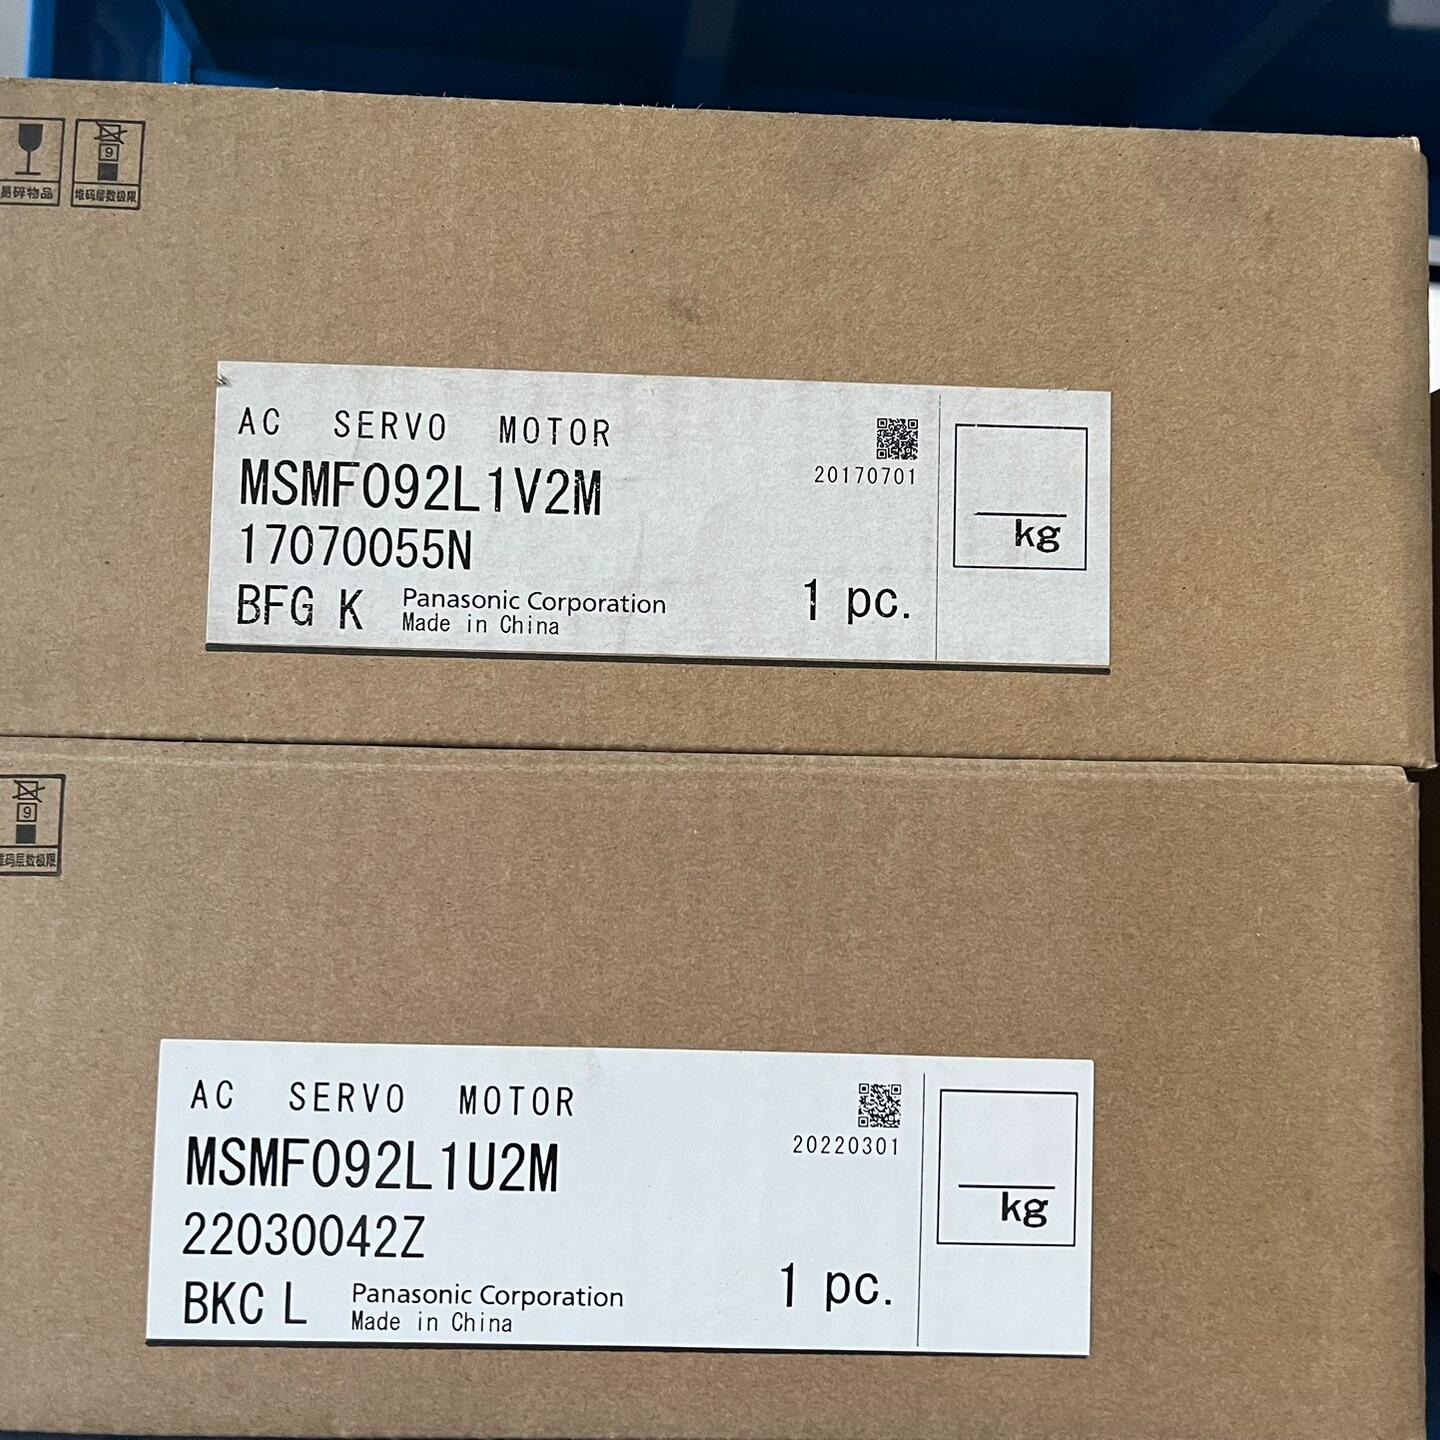 易碎物品
9
堆码层数极限
AC SERVO MOTOR
MSMF092L1V2M
17070055N
BFG K
Panasonic Corporation
Made in China
20170701
1 pc.
kg
9
堆码层数极限
AC SERVO MOTOR
MSMF092L1U2M
22030042Z
BKC L
Panasonic Corporation
Made in China
20220301
1 pc.
kg